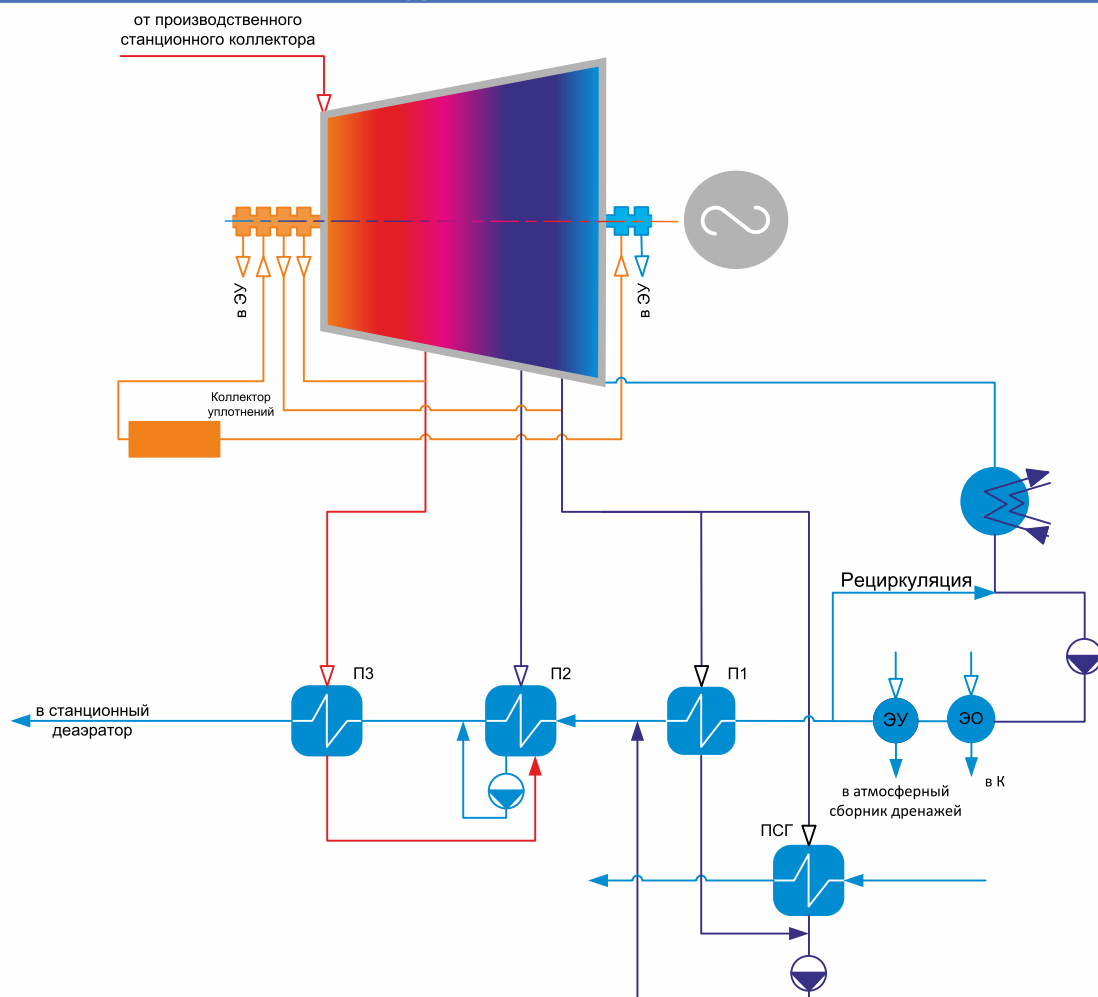 от производственного
станционного коллектора
в ЭУ
в ЭУ
Коллектор
уплотнений
Рециркуляция
П3
П2
П1
в станционный
деаэратор
ЭУ
ЭО
в К
в атмосферный
сборник дренажей
ПСГ